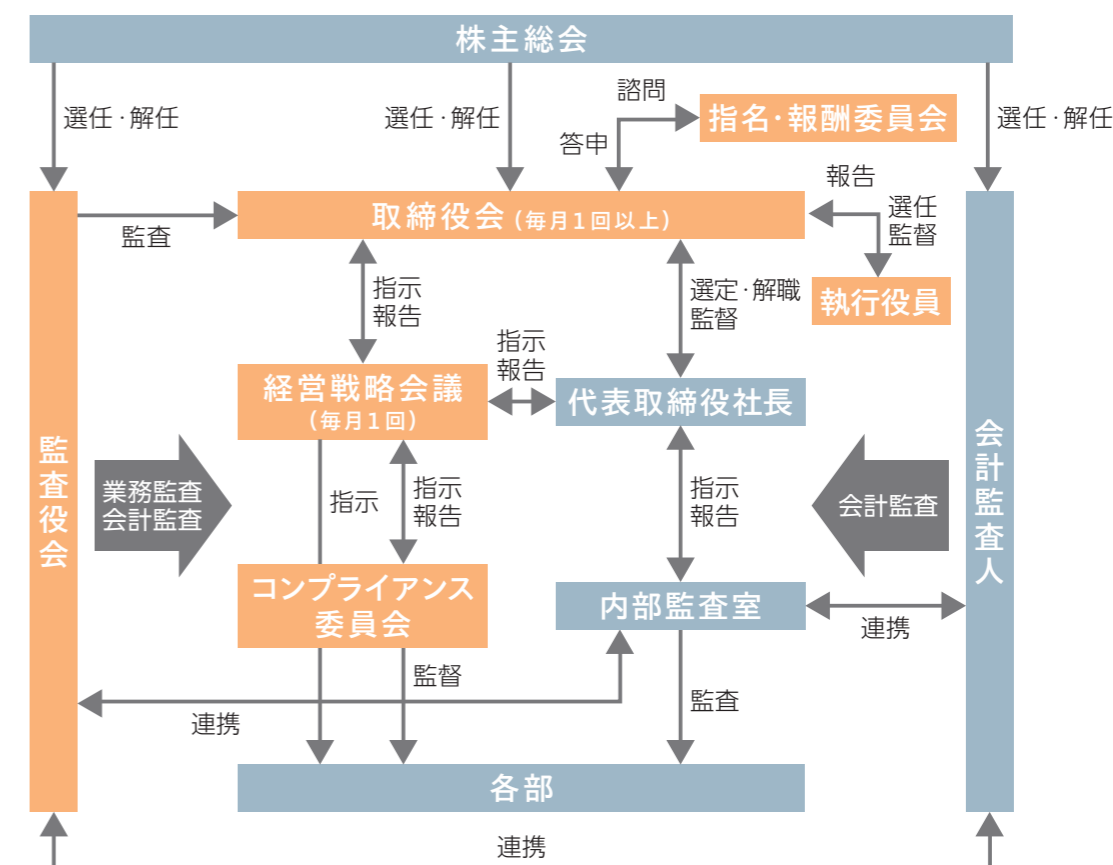 株主総会
選任・解任
選任・解任
諮問
答申
指名・報酬委員会
選任・解任
監査
取締役会(毎月1回以上)
報告
選任
監督
執行役員
指示
報告
選定・解職
監督
指示
報告
経営戦略会議
(毎月1回)
代表取締役社長
監査役会
業務監査
会計監査
指示
指示
報告
指示
報告
会計監査
会計監査人
コンプライアンス
委員会
内部監査室
連携
監督
連携
監査
各部
連携